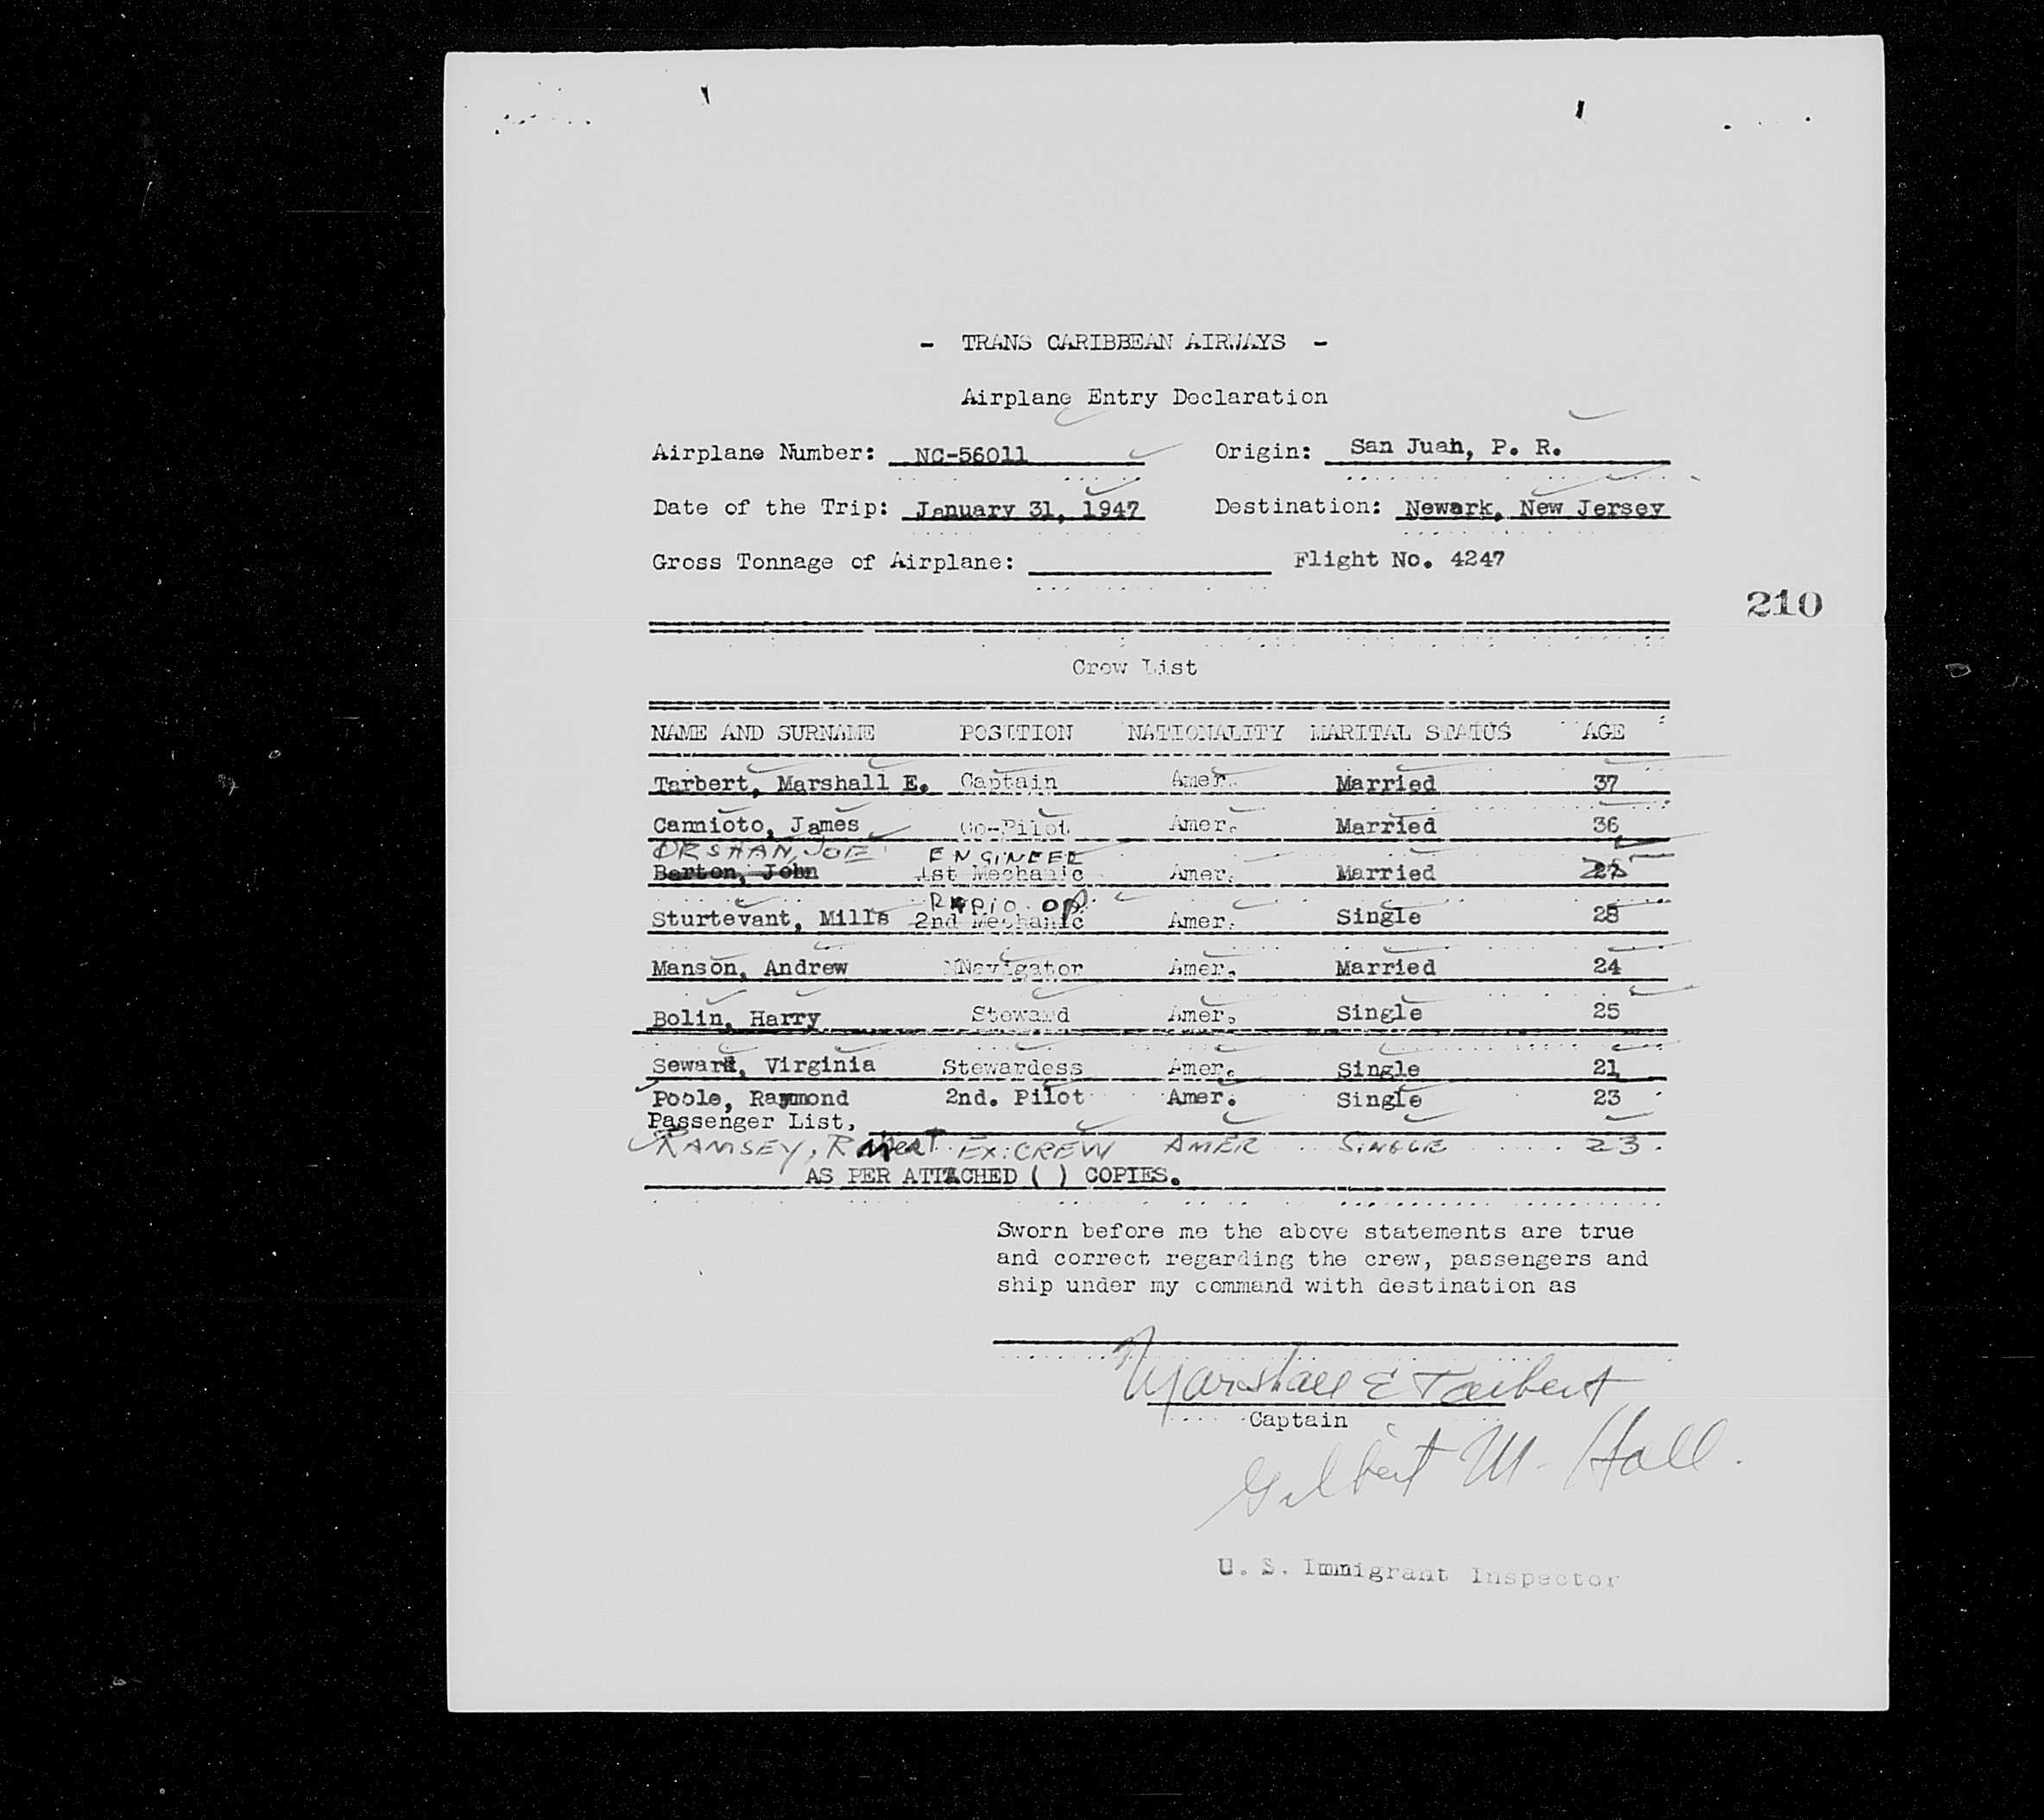 - TRANS CARIBBEAN AIRWAYS -
Airplane Entry Declaration
Airplane Number: NC-56011 Origin: San Juan, P. R.
Date of the Trip: January 31, 1947 Destination: Newark, New Jersey
Gross Tonnage of Airplane: Flight No. 4247
210
Crew List
NAME AND SURNAME POSITION NATIONALITY MARITAL STATUS AGE
Tarbert, Marshall E. Captain Amer. Married 37
Cannioto, James Co-Pilot Amer. Married 36
ORSHAN, JOE ENGINEER
Barton, John 1st Mechanic Amer. Married
RADIO OP.
Sturtevant, Mills 2nd Mechanic Amer. Single 28
Manson, Andrew NNavigator Amer. Married 24
Bolin, Harry Steward Amer. Single 25
Seward, Virginia Stewardess Amer. Single 21
Poole, Raymond 2nd. Pilot Amer. Single 23
Passenger List,
RAMSEY, Robert EX:CREW AMER SINGLE 23.
AS PER ATTACHED ( ) COPIES.
Sworn before me the above statements are true
and correct regarding the crew, passengers and
ship under my command with destination as
Marshall E Tarbert
Captain
Gilbert M. Hall.
U. S. Immigrant Inspector